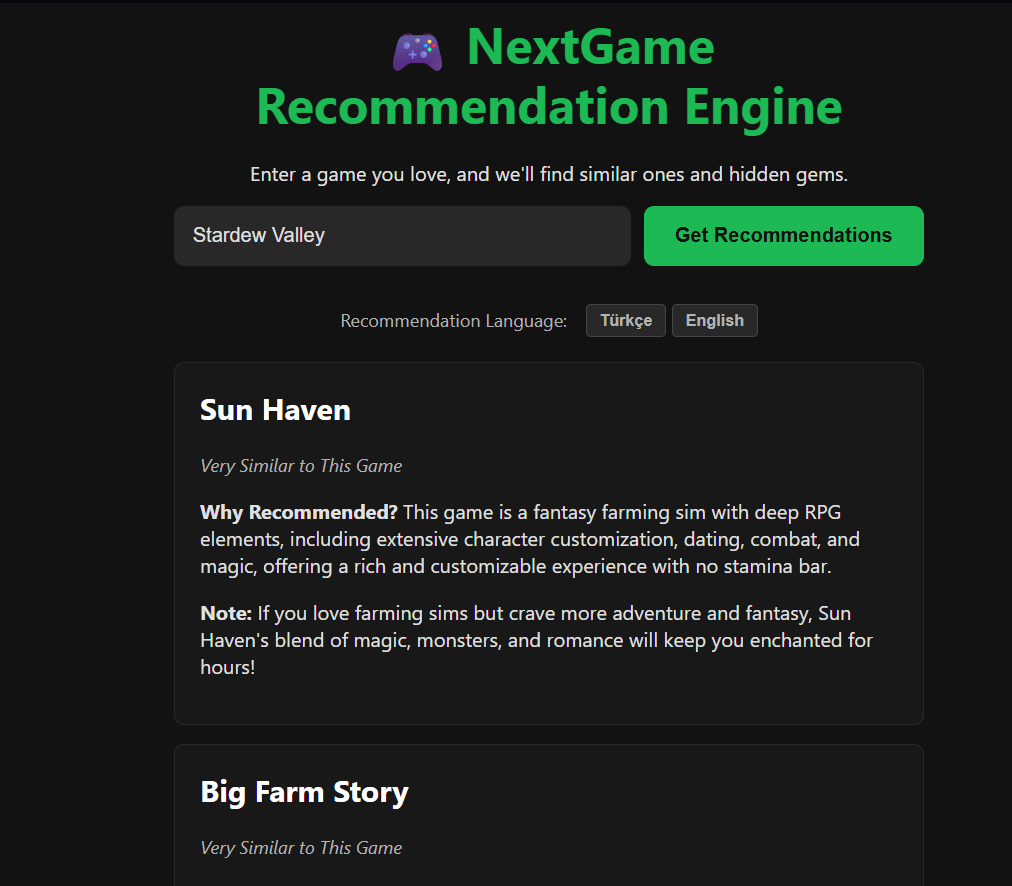 NextGame
Recommendation Engine
Enter a game you love, and we'll find similar ones and hidden gems.
Stardew Valley
Get Recommendations
Recommendation Language:
Türkçe
English
Sun Haven
Very Similar to This Game
Why Recommended? This game is a fantasy farming sim with deep RPG
elements, including extensive character customization, dating, combat, and
magic, offering a rich and customizable experience with no stamina bar.
Note: If you love farming sims but crave more adventure and fantasy, Sun
Haven's blend of magic, monsters, and romance will keep you enchanted for
hours!
Big Farm Story
Very Similar to This Game